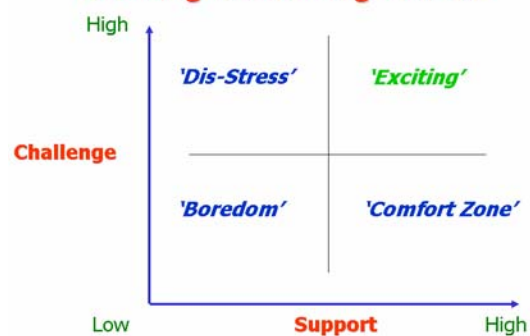 High
'Dis-Stress' 'Exciting'
Challenge
'Boredom' 'Comfort Zone'
Low Support High